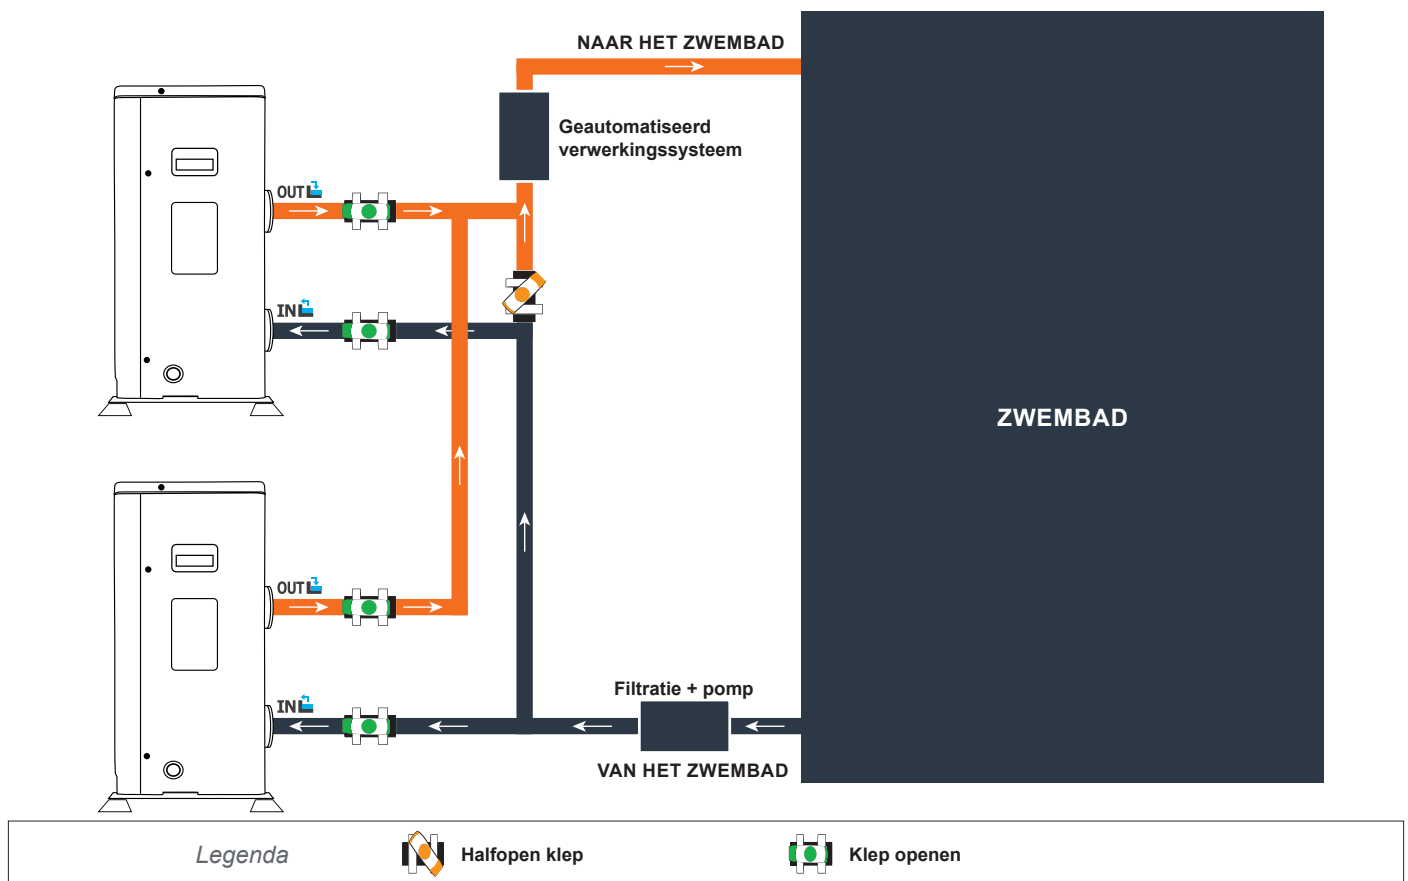 NAAR HET ZWEMBAD
Geautomatiseerd
verwerkingssysteem
OUT
IN
ZWEMBAD
OUT
Filtratie + pomp
IN
VAN HET ZWEMBAD
Legenda
Halfopen klep
Klep openen